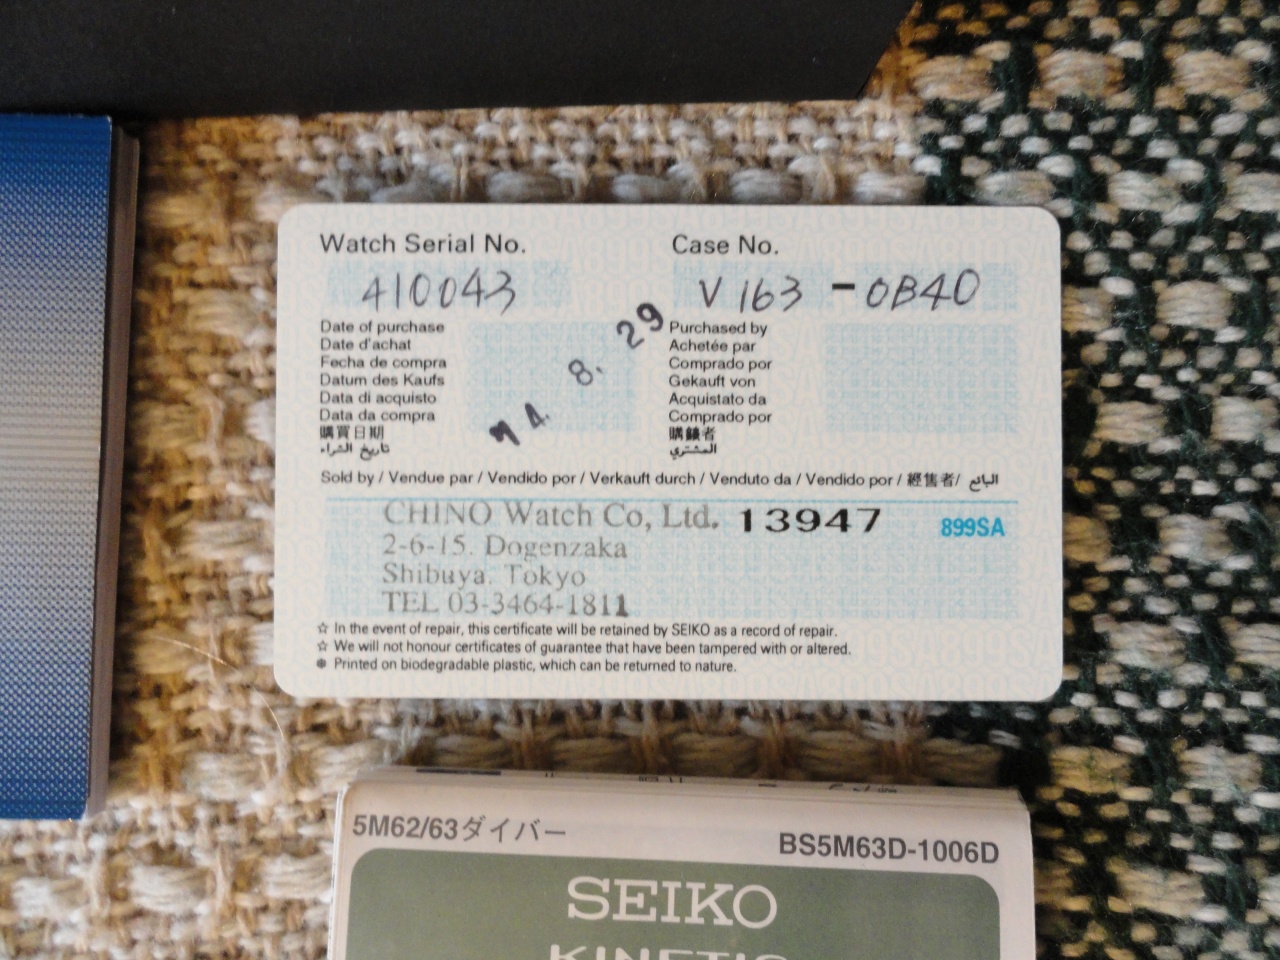 Watch Serial No.
410043
Case No.
V163-0B40
Date of purchase
Date d'achat
Fecha de compra
Datum des Kaufs
Data di acquisto
Data da compra
購買日期
تاريخ الشراء
14. 8. 29
Purchased by
Achetée par
Comprado por
Gekauft von
Acquistato da
Comprado por
購錶者
المشتري
Sold by / Vendue par / Vendido por / Verkauft durch / Venduto da / Vendido por / 經售者/ البائع
CHINO Watch Co, Ltd. 13947 899SA
2-6-15. Dogenzaka
Shibuya. Tokyo
TEL 03-3464-1811
☆ In the event of repair, this certificate will be retained by SEIKO as a record of repair.
☆ We will not honour certificates of guarantee that have been tampered with or altered.
● Printed on biodegradable plastic, which can be returned to nature.
5M62/63ダイバー
BS5M63D-1006D
SEIKO
KINETIC